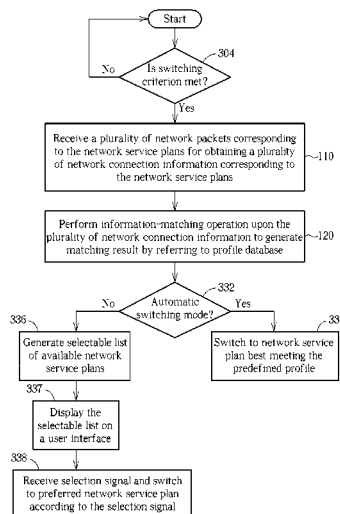 Start
304
No
Is switching
criterion met?
Yes
Receive a plurality of network packets corresponding
to the network service plans for obtaining a plurality
of network connection information corresponding to
the network service plans
110
Perform information-matching operation upon the
plurality of network connection information to generate
matching result by referring to profile database
120
332
No
Automatic
switching mode?
Yes
336
33
Generate selectable list
of available network
service plans
Switch to network service
plan best meeting the
predefined profile
337
Display the
selectable list on
a user interface
338
Receive selection signal and switch
to preferred network service plan
according to the selection signal